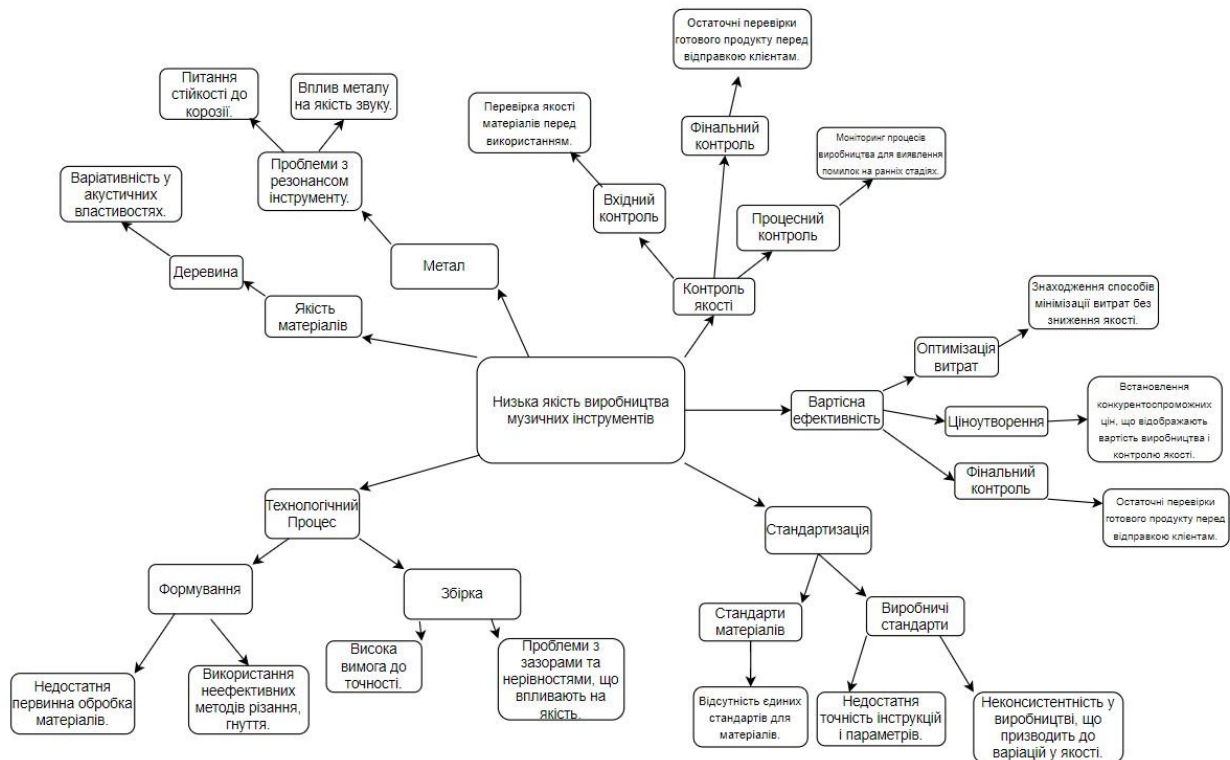 Остаточні перевірки
готового продукту перед
відправкою клієнтам.
Питання
стійкості до
корозії.
Вплив металу
на якість звуку.
Перевірка якості
матеріалів перед
використанням.
Фінальний
контроль
Моніторинг процесів
виробництва для виявлення
помилок на ранніх стадіях.
Проблеми з
резонансом
інструменту.
Варіативність у
акустичних
властивостях.
Вхідний
контроль
Процесний
контроль
Метал
Деревина
Контроль
якості
Якість
матеріалів
Знаходження способів
мінімізації витрат без
зниження якості.
Оптимізація
витрат
Низька якість виробництва
музичних інструментів
Вартісна
ефективність
Ціноутворення
Встановлення
конкурентоспроможних
цін, що відображають
вартість виробництва і
контролю якості.
Фінальний
контроль
Остаточні перевірки
готового продукту перед
відправкою клієнтам.
Технологічний
Процес
Стандартизація
Формування
Збірка
Стандарти
матеріалів
Виробничі
стандарти
Недостатня
первинна обробка
матеріалів.
Використання
неефективних
методів різання,
гнуття.
Висока
вимога до
точності.
Проблеми з
зазорами та
нерівностями, що
впливають на
якість.
Відсутність єдиних
стандартів для
матеріалів.
Недостатня
точність інструкцій
і параметрів.
Неконсистентність у
виробництві, що
призводить до
варіацій у якості.